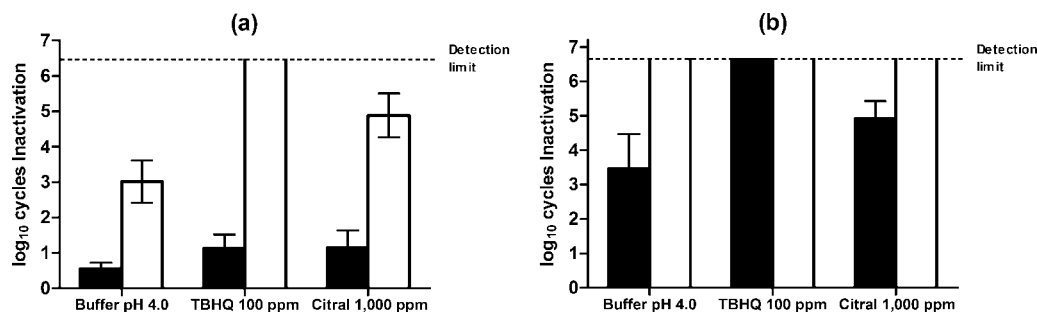 (a)
log10 cycles Inactivation
7
6
5
4
3
2
1
0
Detection
limit
Buffer pH 4.0 TBHQ 100 ppm Citral 1,000 ppm
(b)
log10 cycles Inactivation
7
6
5
4
3
2
1
0
Detection
limit
Buffer pH 4.0 TBHQ 100 ppm Citral 1,000 ppm